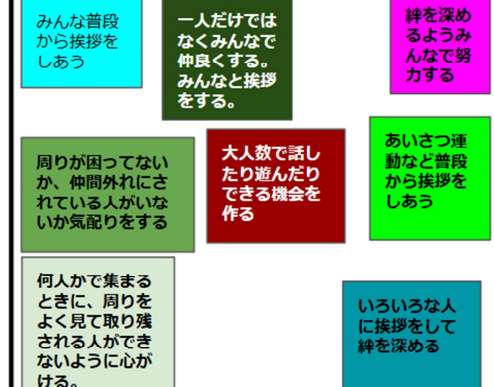 みんな普段
から挨拶を
しあう
一人だけでは
なくみんなで
仲良くする。
みんなと挨拶
をする。
絆を深め
るようみ
んなで努
力する
周りが困ってない
か、仲間外れにさ
れている人がいな
いか気配りをする
大人数で話し
たり遊んだり
できる機会を
作る
あいさつ運
動など普段
から挨拶を
しあう
何人かで集まる
ときに、周りを
よく見て取り残
される人ができ
ないように心が
ける。
いろいろな人
に挨拶をして
絆を深める